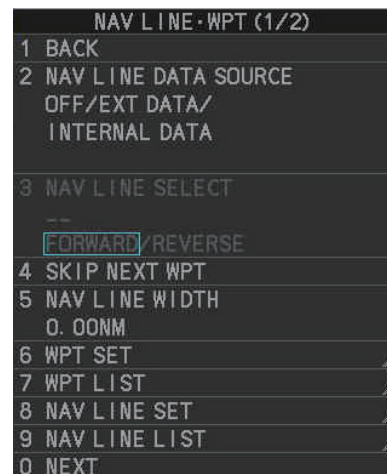 NAV LINE·WPT (1/2)
1 BACK
2 NAV LINE DATA SOURCE
OFF/EXT DATA/
INTERNAL DATA
3 NAV LINE SELECT
--
FORWARD/REVERSE
4 SKIP NEXT WPT
5 NAV LINE WIDTH
0.00NM
6 WPT SET
7 WPT LIST
8 NAV LINE SET
9 NAV LINE LIST
0 NEXT